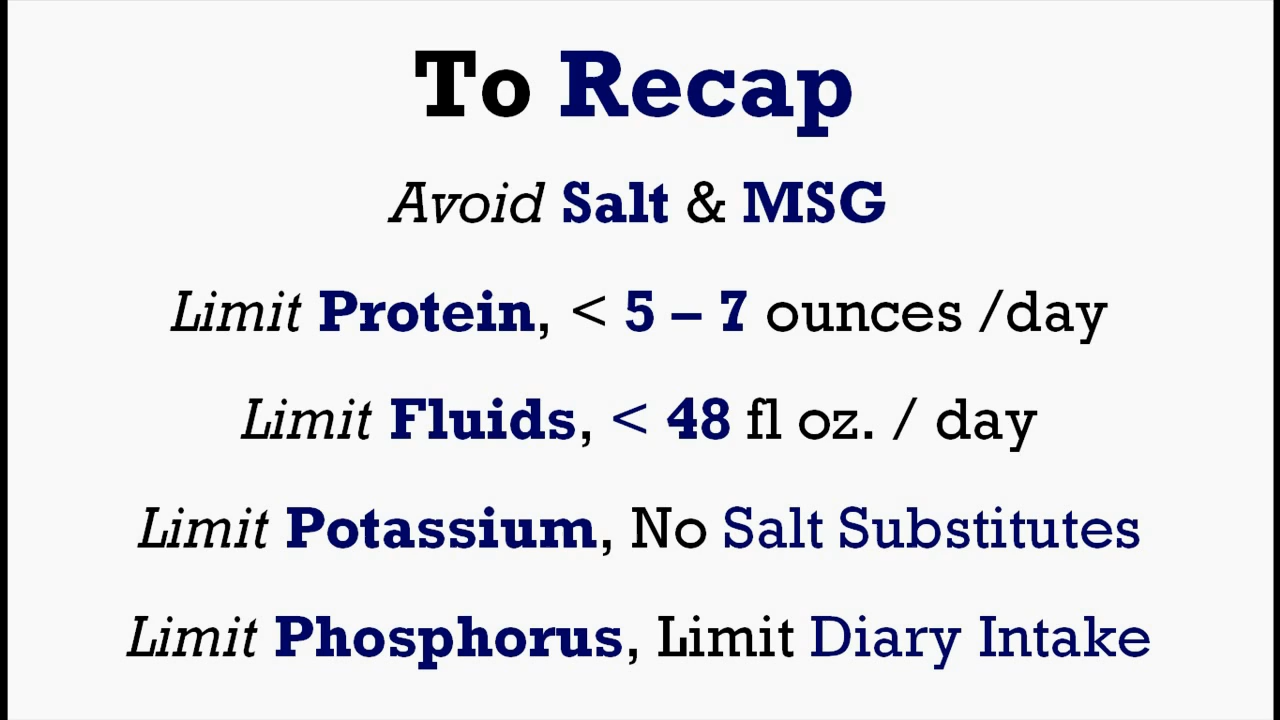 To Recap
Avoid Salt & MSG
Limit Protein, < 5 – 7 ounces /day
Limit Fluids, < 48 fl oz. / day
Limit Potassium, No Salt Substitutes
Limit Phosphorus, Limit Diary Intake